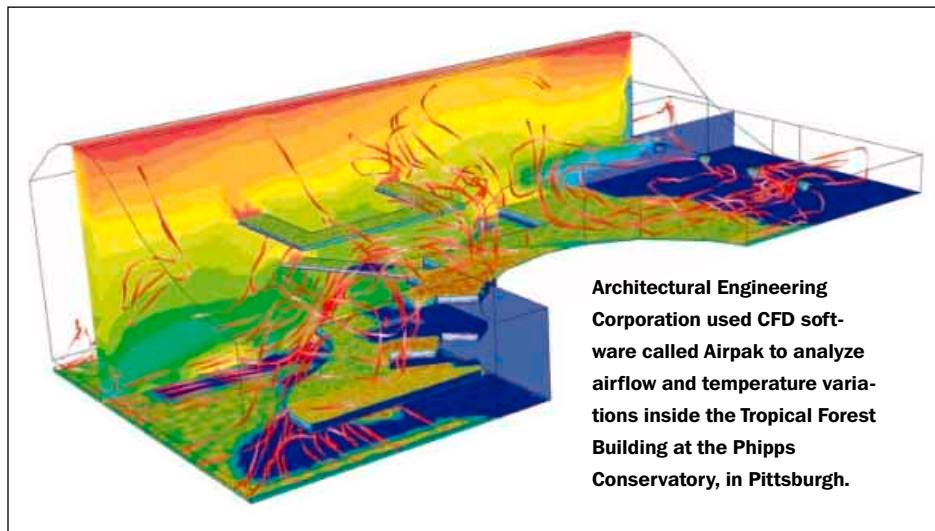 Architectural Engineering
Corporation used CFD soft-
ware called Airpak to analyze
airflow and temperature varia-
tions inside the Tropical Forest
Building at the Phipps
Conservatory, in Pittsburgh.